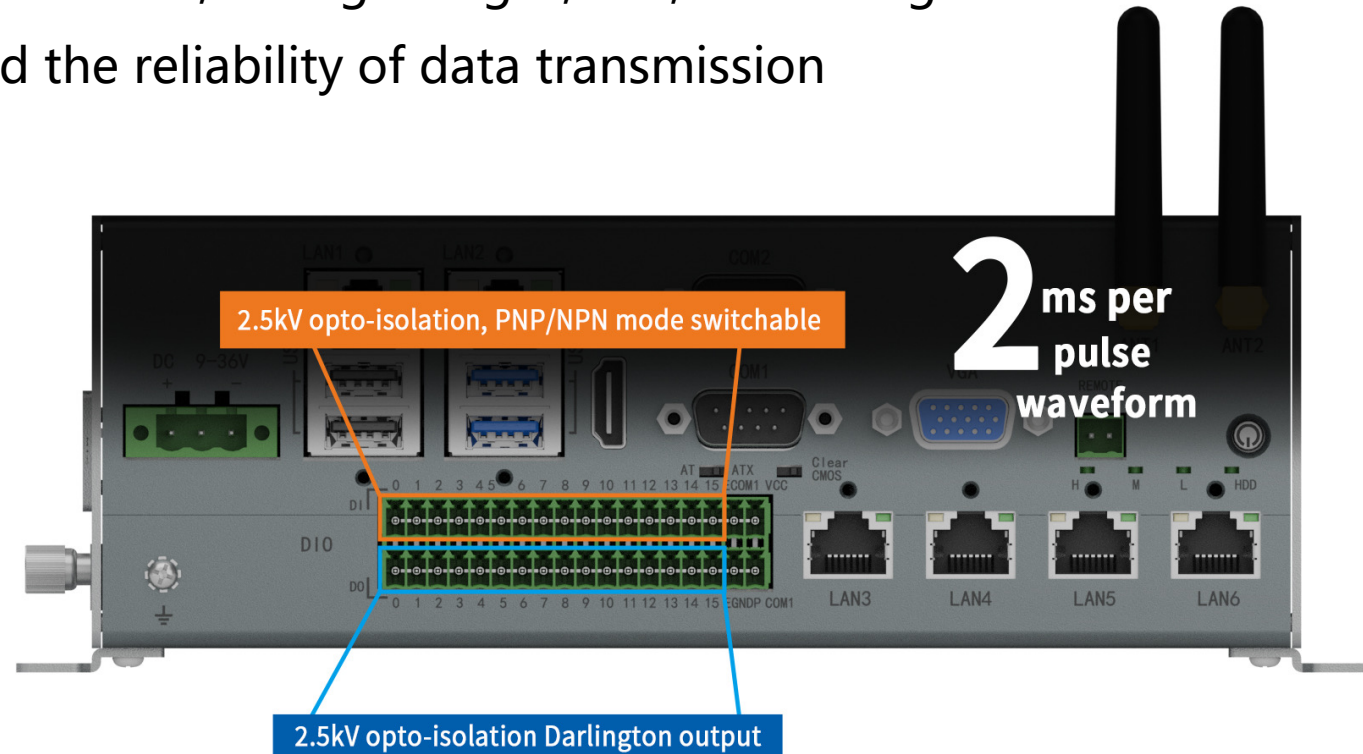 d the reliability of data transmission
LAN1
LAN2
COM2
2.5kV opto-isolation, PNP/NPN mode switchable
2 ms per
pulse
waveform
DC 9-36V
+ -
COM1
VGA
REMOTE
ANT2
AT ATX
Clear
CMOS
0 1 2 3 4 5 6 7 8 9 10 11 12 13 14 15 ECOM1 VCC
DI
H M L HDD
DIO
DO
0 1 2 3 4 5 6 7 8 9 10 11 12 13 14 15 EGNDP COM1
LAN3 LAN4 LAN5 LAN6
2.5kV opto-isolation Darlington output